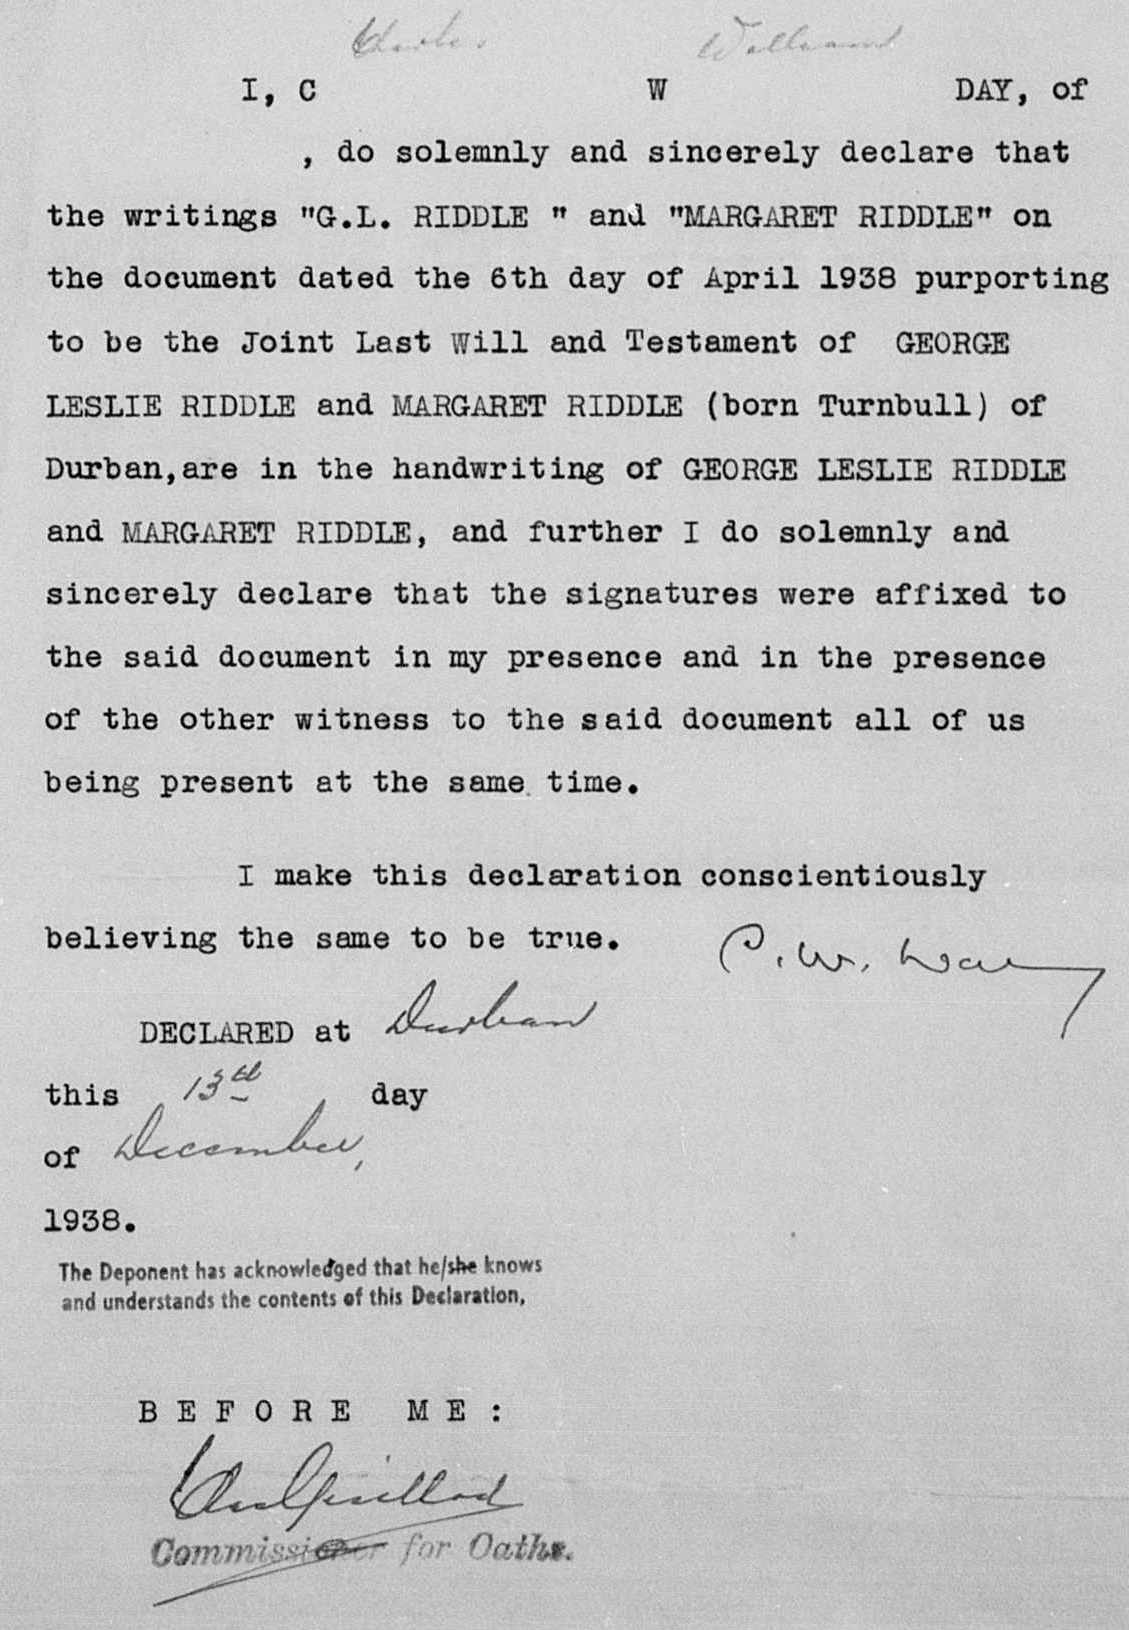 Charles William
I, C W DAY, of
, do solemnly and sincerely declare that
the writings "G.L. RIDDLE " and "MARGARET RIDDLE" on
the document dated the 6th day of April 1938 purporting
to be the Joint Last Will and Testament of GEORGE
LESLIE RIDDLE and MARGARET RIDDLE (born Turnbull) of
Durban,are in the handwriting of GEORGE LESLIE RIDDLE
and MARGARET RIDDLE, and further I do solemnly and
sincerely declare that the signatures were affixed to
the said document in my presence and in the presence
of the other witness to the said document all of us
being present at the same time.
I make this declaration conscientiously
believing the same to be true.
C. W. Day
DECLARED at Durban
this 13th day
of December,
1938.
The Deponent has acknowledged that he/she knows
and understands the contents of this Declaration,
BEFORE ME:
Commissioner for Oaths.